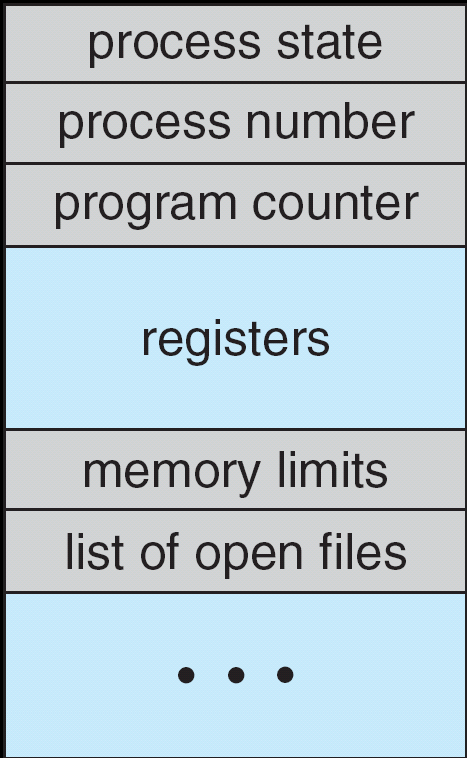 process state
process number
program counter
registers
memory limits
list of open files
• • •